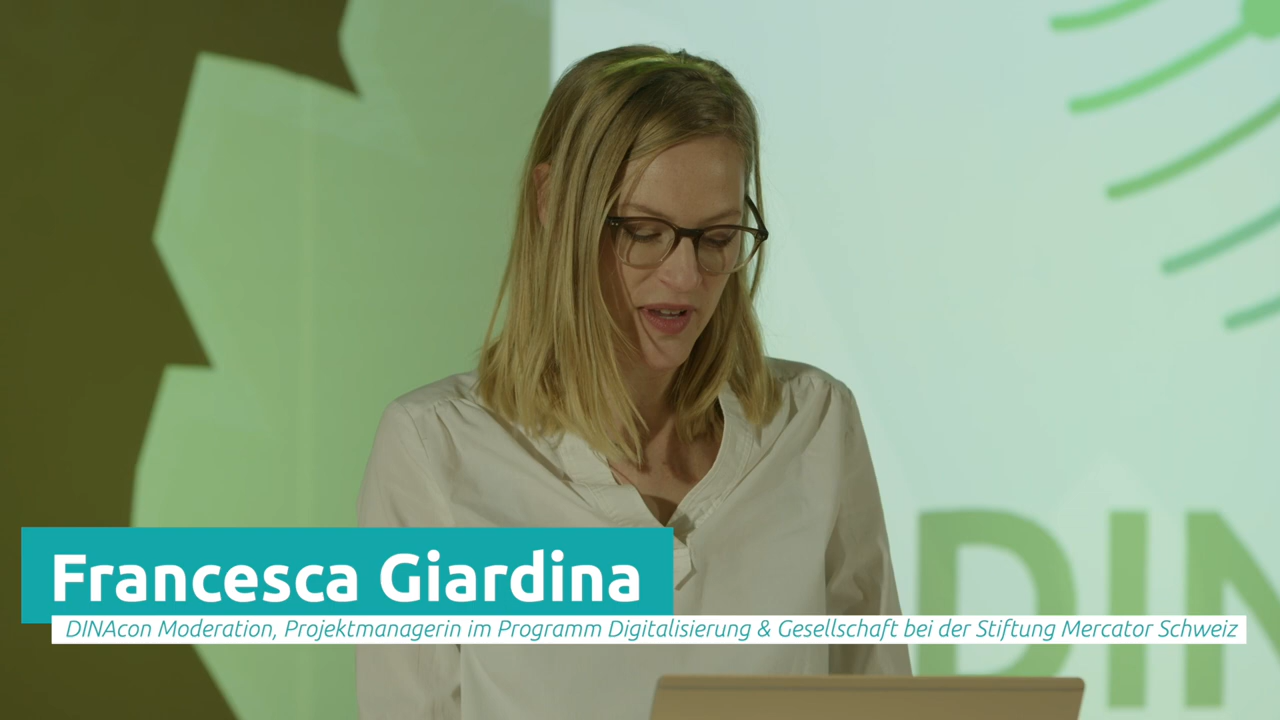 DIN
Francesca Giardina
DINAcon Moderation, Projektmanagerin im Programm Digitalisierung & Gesellschaft bei der Stiftung Mercator Schweiz